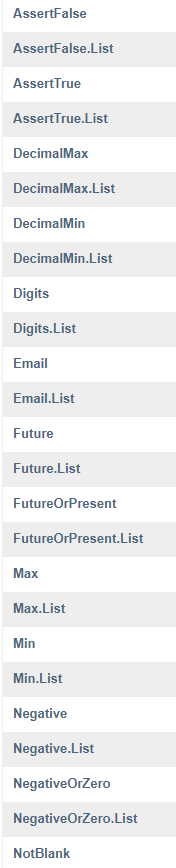 AssertFalse
AssertFalse.List
AssertTrue
AssertTrue.List
DecimalMax
DecimalMax.List
DecimalMin
DecimalMin.List
Digits
Digits.List
Email
Email.List
Future
Future.List
FutureOrPresent
FutureOrPresent.List
Max
Max.List
Min
Min.List
Negative
Negative.List
NegativeOrZero
NegativeOrZero.List
NotBlank